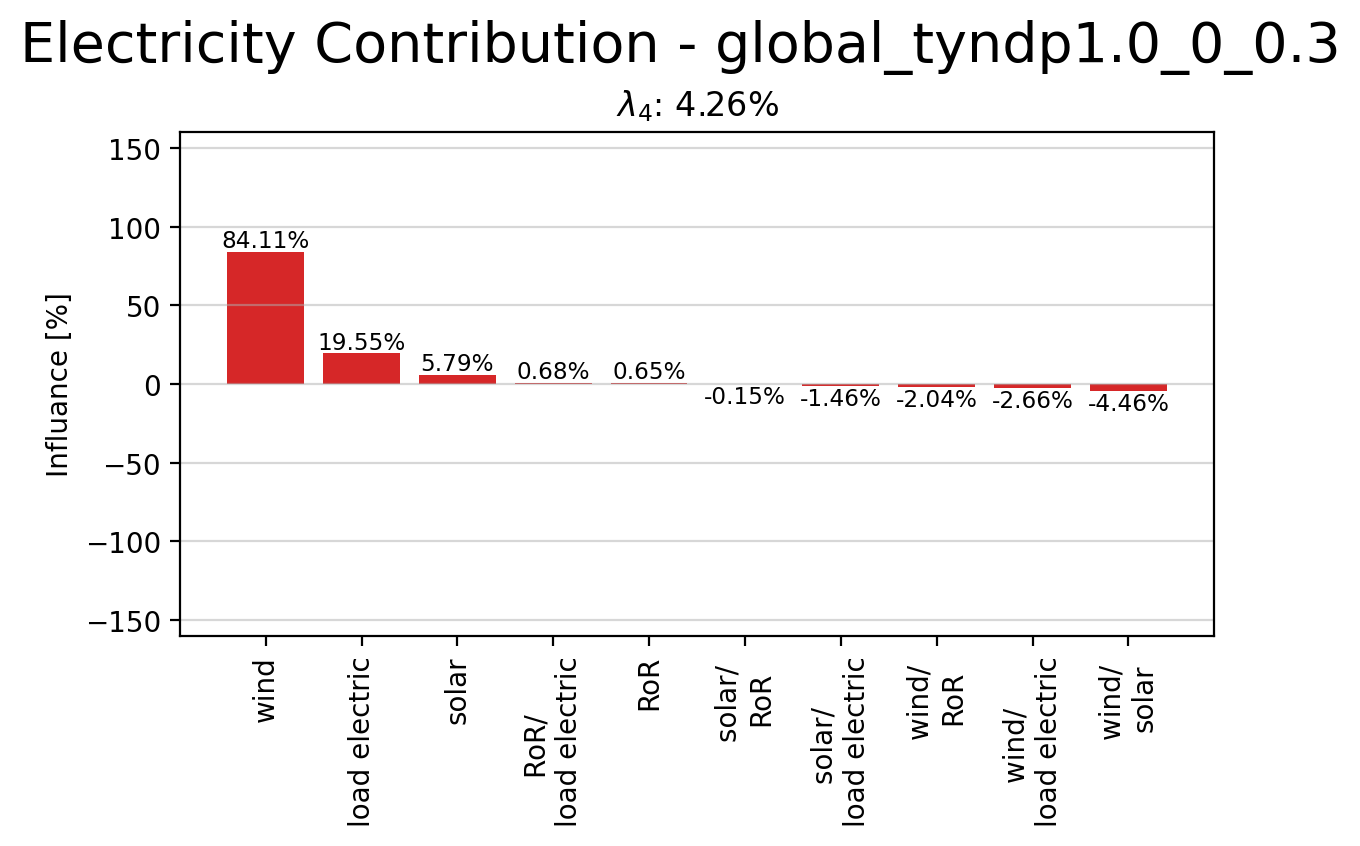 Electricity Contribution - global_tyndp1.0_0_0.3
λ4: 4.26%
150
100
50
0
−50
−100
−150
Influance [%]
84.11%
19.55%
5.79%
0.68%
0.65%
-0.15%
-1.46%
-2.04%
-2.66%
-4.46%
wind
load electric
solar
RoR/
load electric
RoR
solar/
RoR
solar/
load electric
wind/
RoR
wind/
load electric
wind/
solar